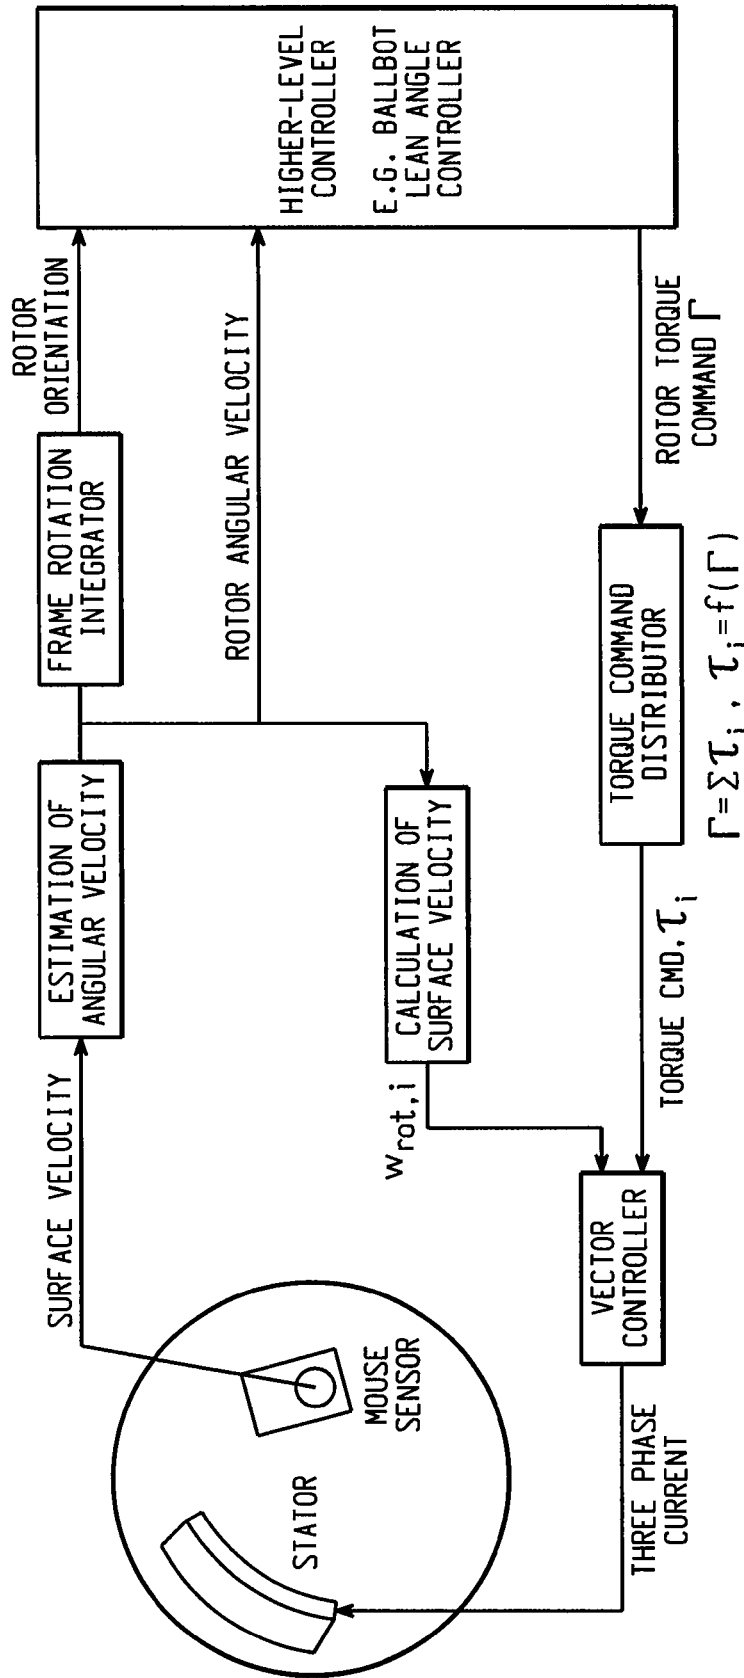 SURFACE VELOCITY
ESTIMATION OF
ANGULAR VELOCITY
FRAME ROTATION
INTEGRATOR
ROTOR
ORIENTATION
HIGHER-LEVEL
CONTROLLER
E.G. BALLBOT
LEAN ANGLE
CONTROLLER
ROTOR ANGULAR VELOCITY
CALCULATION OF
SURFACE VELOCITY
Wrot,i
MOUSE
SENSOR
STATOR
VECTOR
CONTROLLER
THREE PHASE
CURRENT
TORQUE CMD, τi
TORQUE COMMAND
DISTRIBUTOR
ROTOR TORQUE
COMMAND Γ
Γ=Στi , τi=f(Γ)